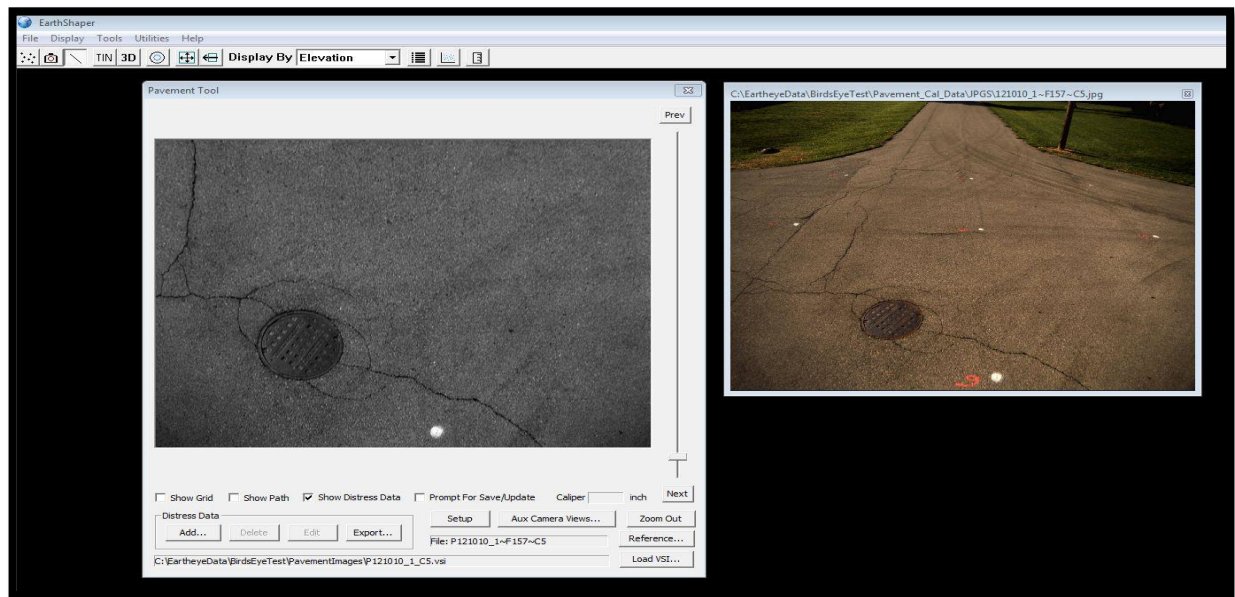 EarthShaper
File Display Tools Utilities Help
TIN 3D Display By Elevation
Pavement Tool
Prev
Show Grid Show Path Show Distress Data Prompt For Save/Update Caliper inch Next
Distress Data
Add... Delete Edit Export...
Setup Aux Camera Views... Zoom Out
File: P121010_1~F157~C5 Reference...
C:\EartheyeData\BirdsEyeTest\PavementImages\P121010_1_C5.vsi Load VSI...
C:\EartheyeData\BirdsEyeTest\Pavement_Cal_Data\JPGS\121010_1~F157~C5.jpg